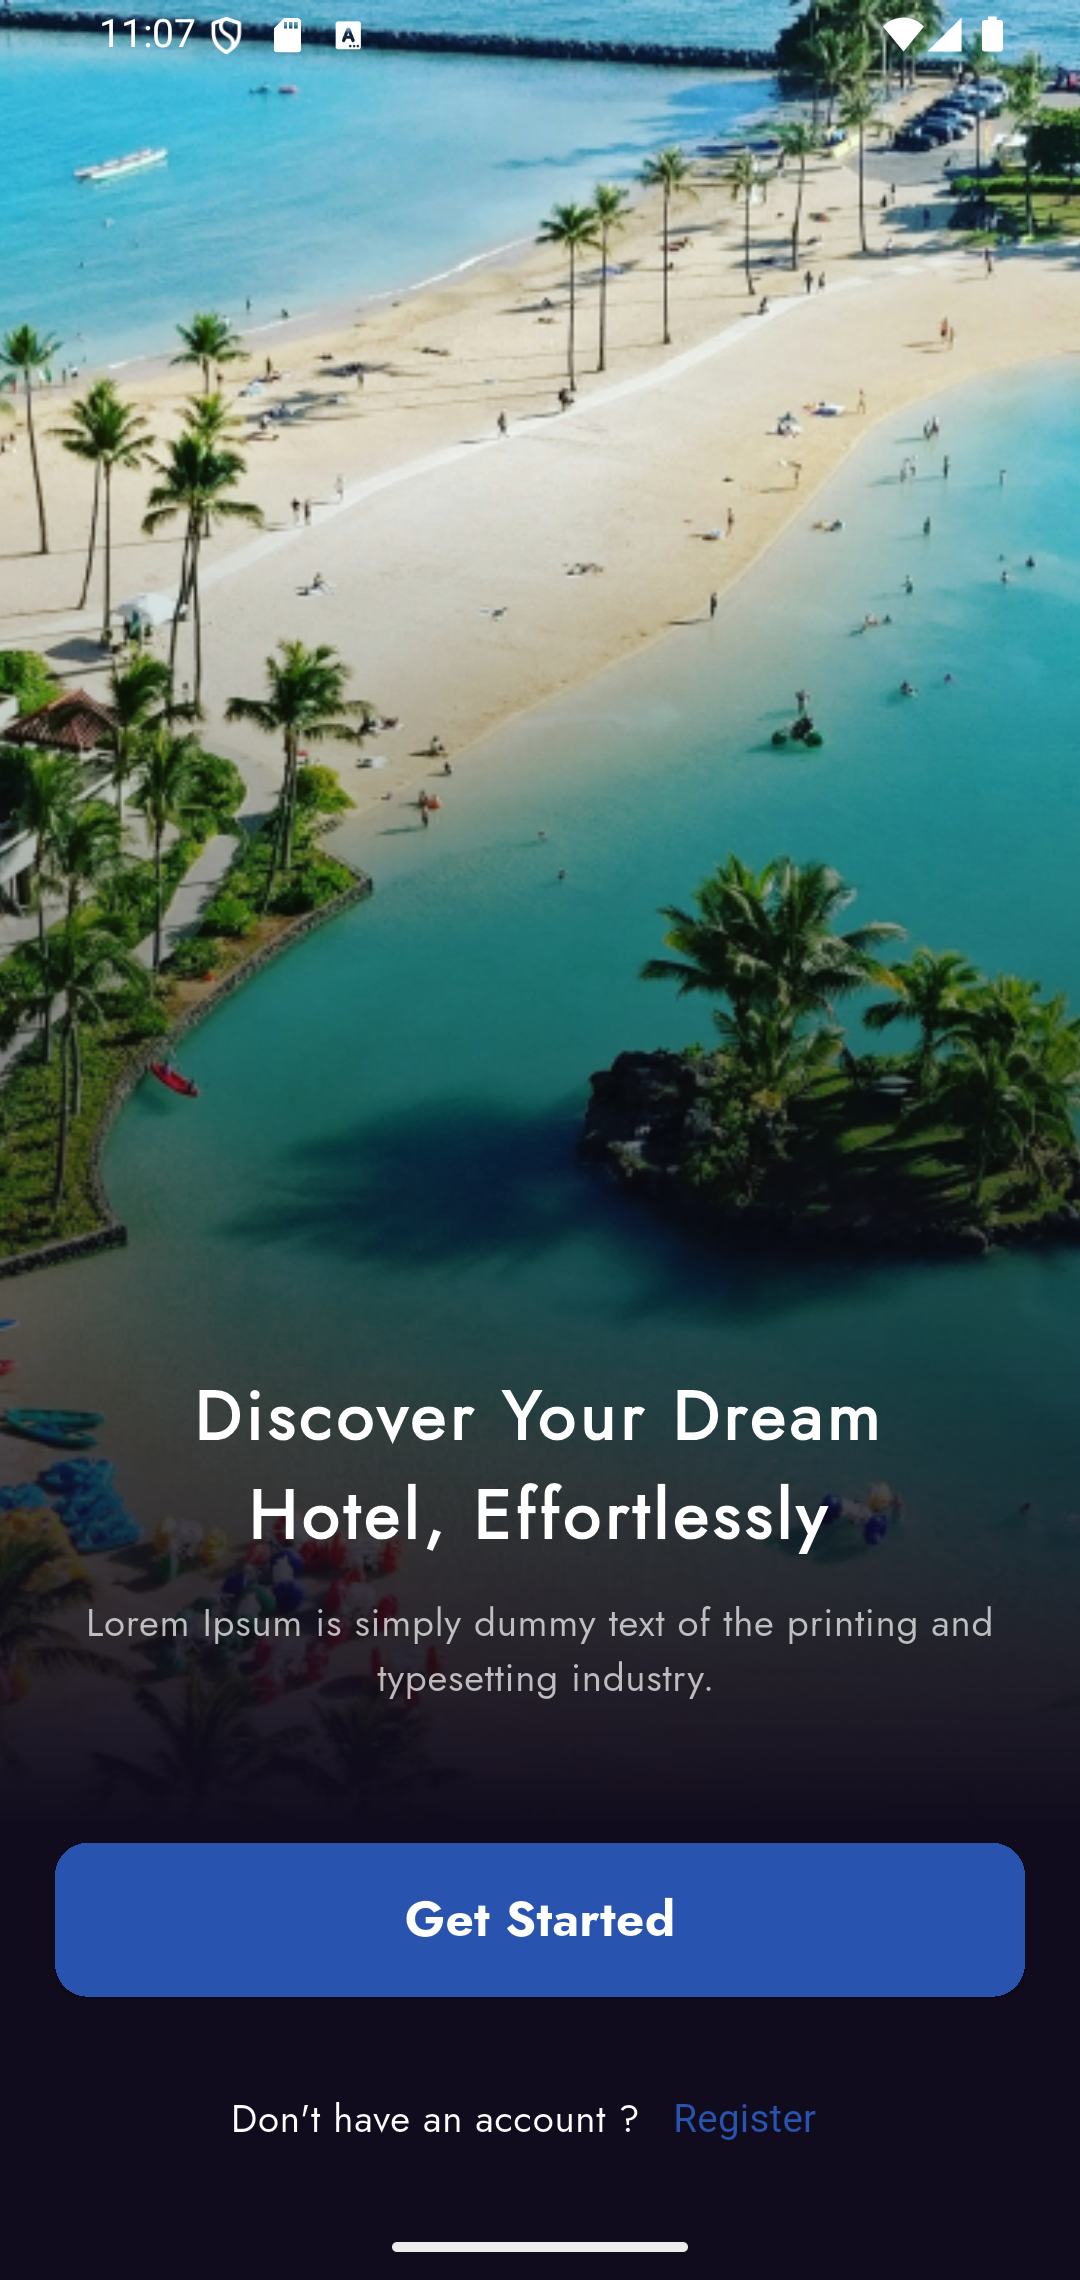 11:07
Discover Your Dream
Hotel, Effortlessly
Lorem Ipsum is simply dummy text of the printing and
typesetting industry.
Get Started
Don't have an account ? Register